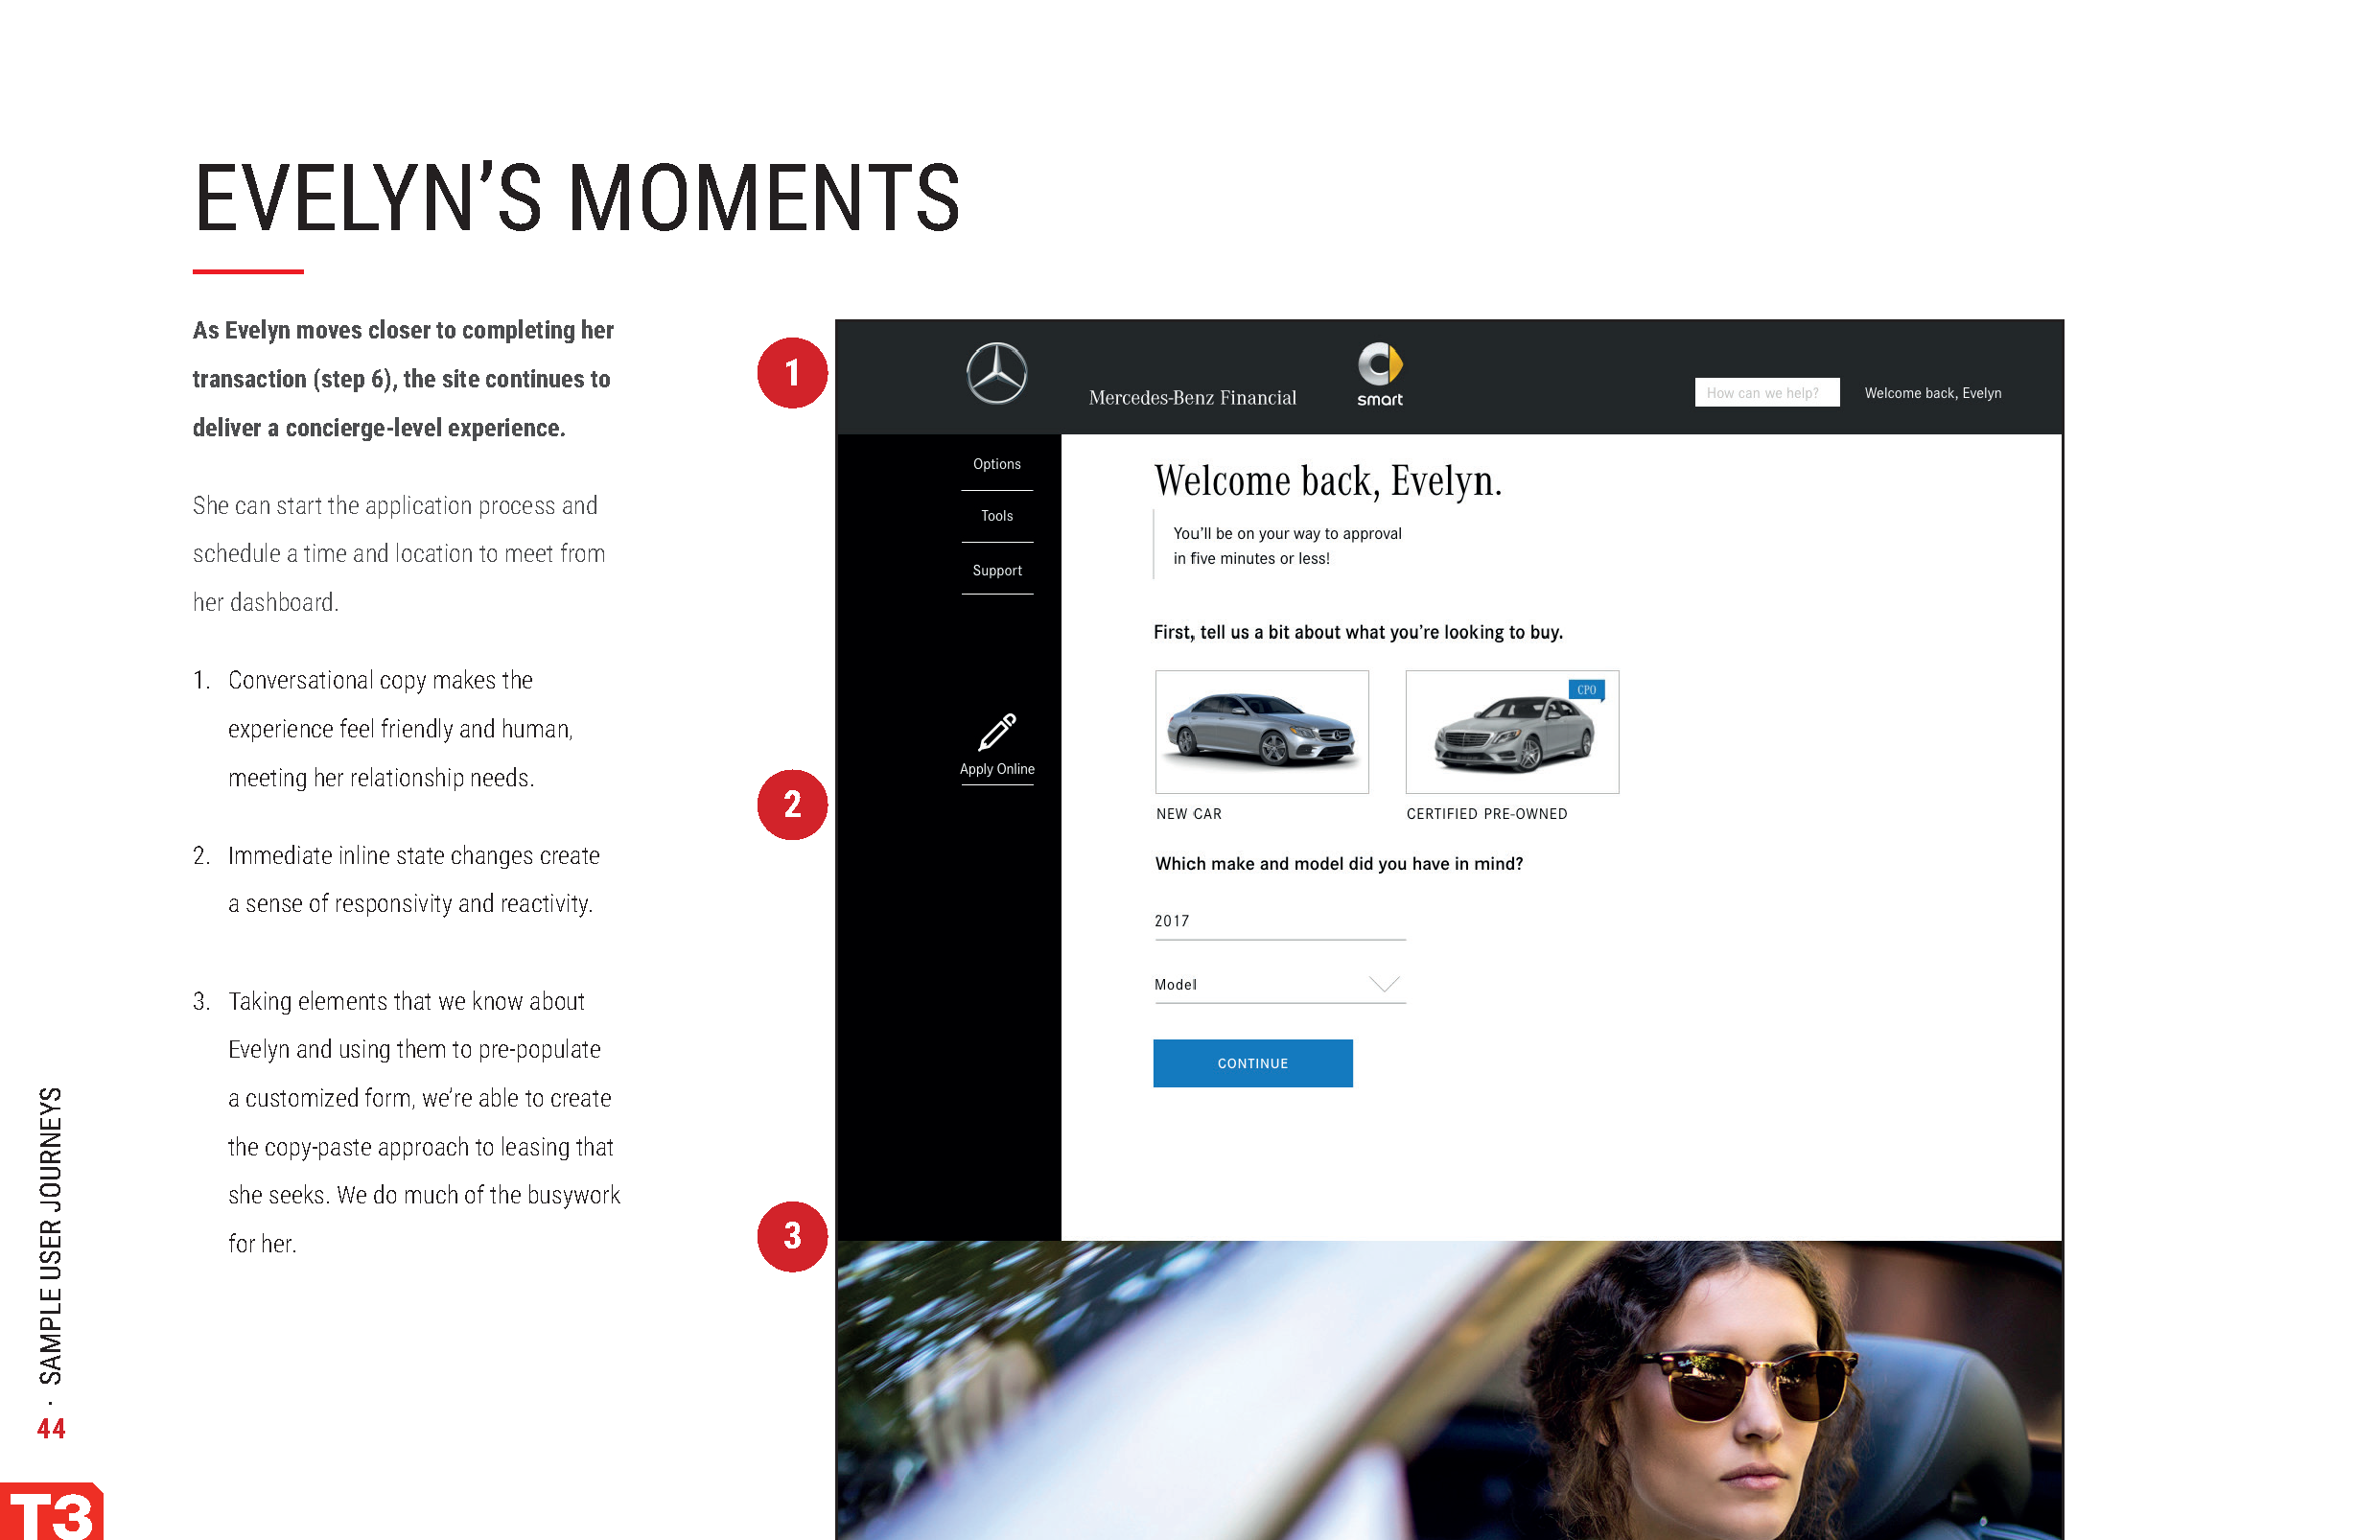 EVELYN’S MOMENTS
As Evelyn moves closer to completing her
transaction (step 6), the site continues to
deliver a concierge-level experience.
She can start the application process and
schedule a time and location to meet from
her dashboard.
1. Conversational copy makes the
experience feel friendly and human,
meeting her relationship needs.
2. Immediate inline state changes create
a sense of responsivity and reactivity.
3. Taking elements that we know about
Evelyn and using them to pre-populate
a customized form, we’re able to create
the copy-paste approach to leasing that
she seeks. We do much of the busywork
for her.
1
2
3
Mercedes-Benz Financial
smart
How can we help?
Welcome back, Evelyn
Options
Tools
Support
Apply Online
Welcome back, Evelyn.
You’ll be on your way to approval
in five minutes or less!
First, tell us a bit about what you’re looking to buy.
CPO
NEW CAR
CERTIFIED PRE-OWNED
Which make and model did you have in mind?
2017
Model
CONTINUE
44 · SAMPLE USER JOURNEYS
T3